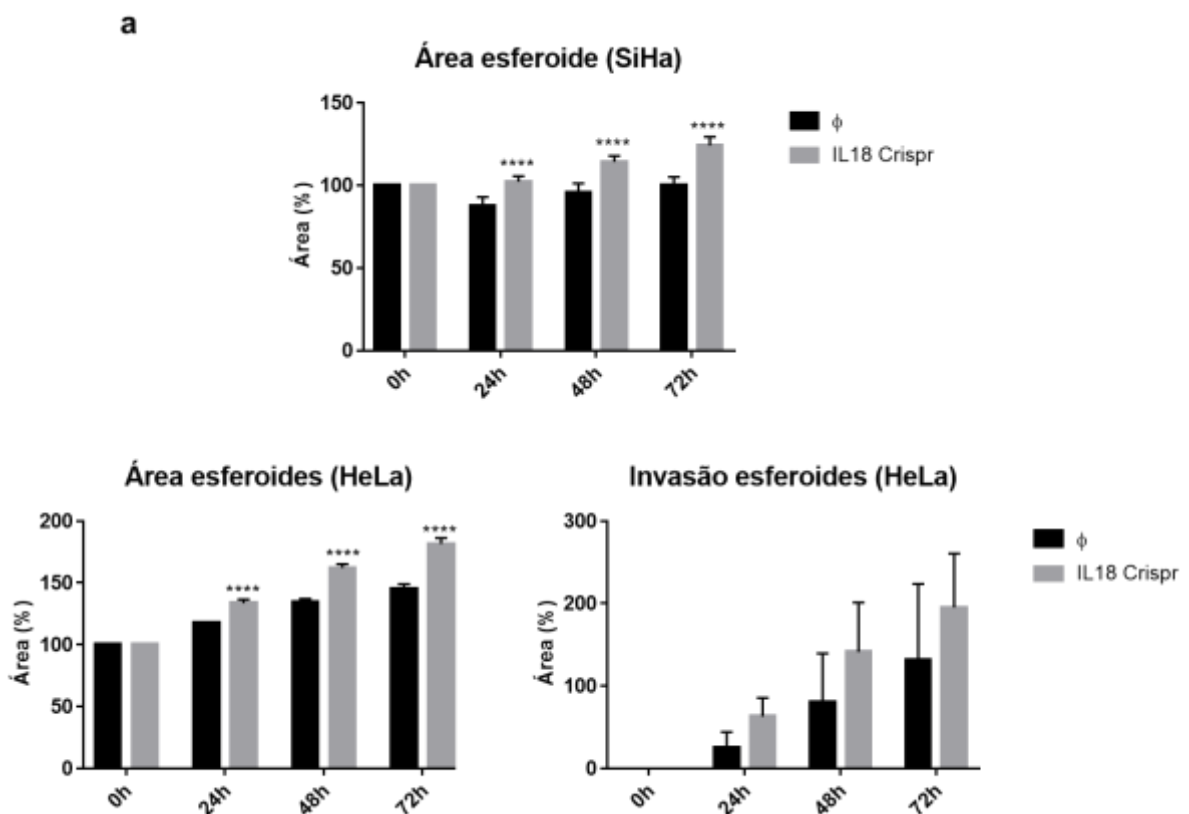 a
Área esferoide (SiHa)
150
100
50
0
Área (%)
****
****
****
0h
24h
48h
72h
ϕ
IL18 Crispr
Área esferoides (HeLa)
200
150
100
50
0
Área (%)
****
****
****
0h
24h
48h
72h
Invasão esferoides (HeLa)
300
200
100
0
Área (%)
0h
24h
48h
72h
ϕ
IL18 Crispr